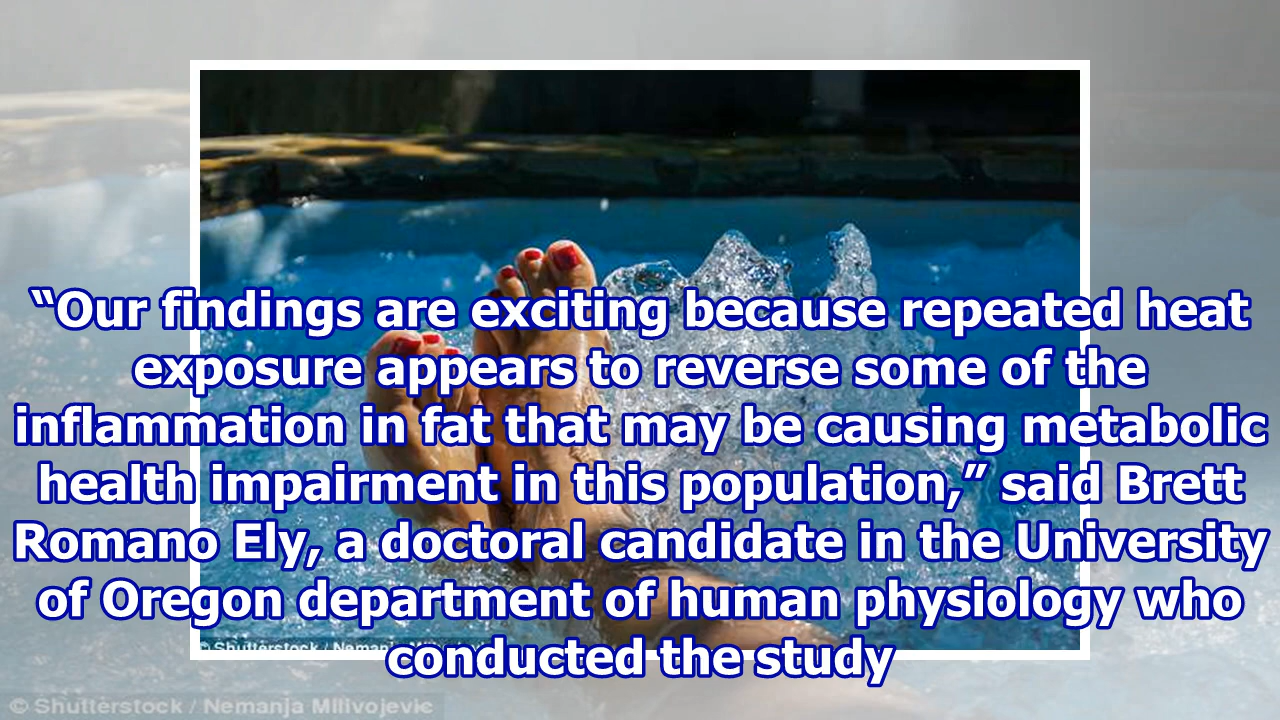 “Our findings are exciting because repeated heat
exposure appears to reverse some of the
inflammation in fat that may be causing metabolic
health impairment in this population,” said Brett
Romano Ely, a doctoral candidate in the University
of Oregon department of human physiology who
© Shutterstock /
conducted the study
© Shutterstock / Nemanja Milivojevic